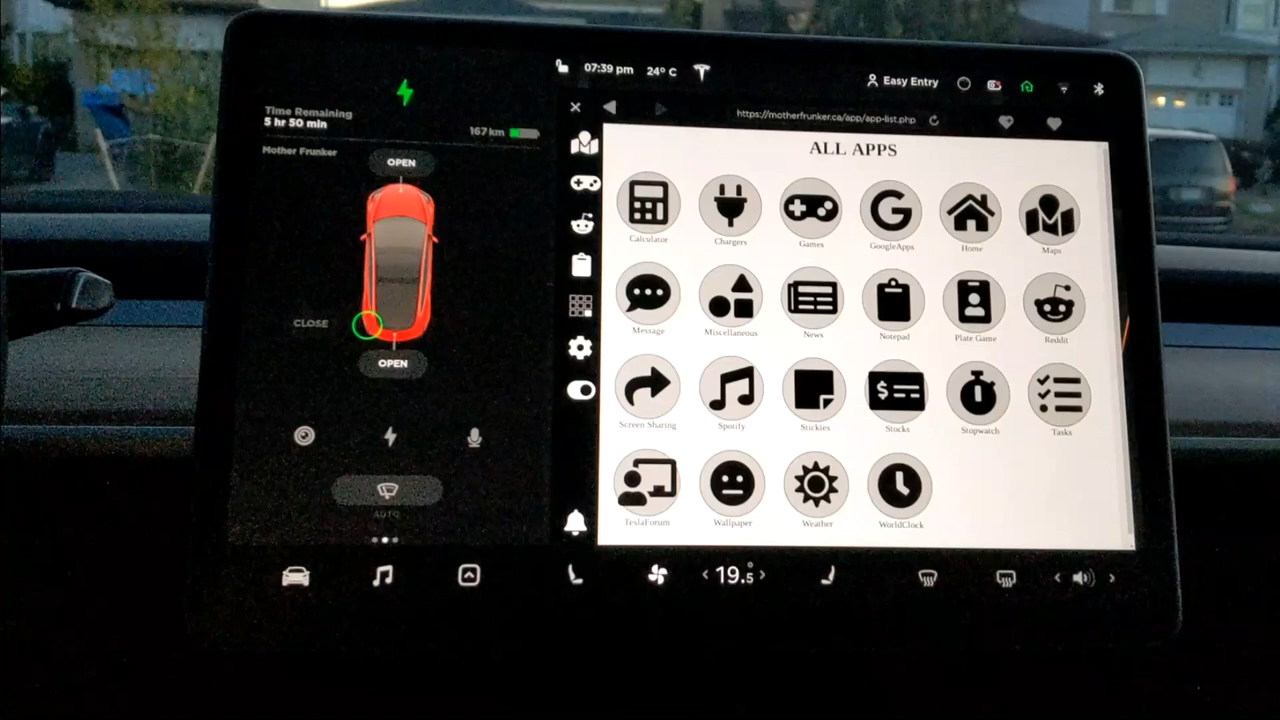 07:39 pm 24° C Easy Entry
Time Remaining
5 hr 50 min
167 km
https://motherfrunker.ca/app/app-list.php
Mother Frunker
OPEN
CLOSE
OPEN
AUTO
ALL APPS
Calculator Chargers Games GoogleApps Home Maps
Message Miscellaneous News Notepad Plate Game Reddit
Screen Sharing Spotify Stickies Stocks Stopwatch Tasks
TeslaForum Wallpaper Weather WorldClock
19.5°